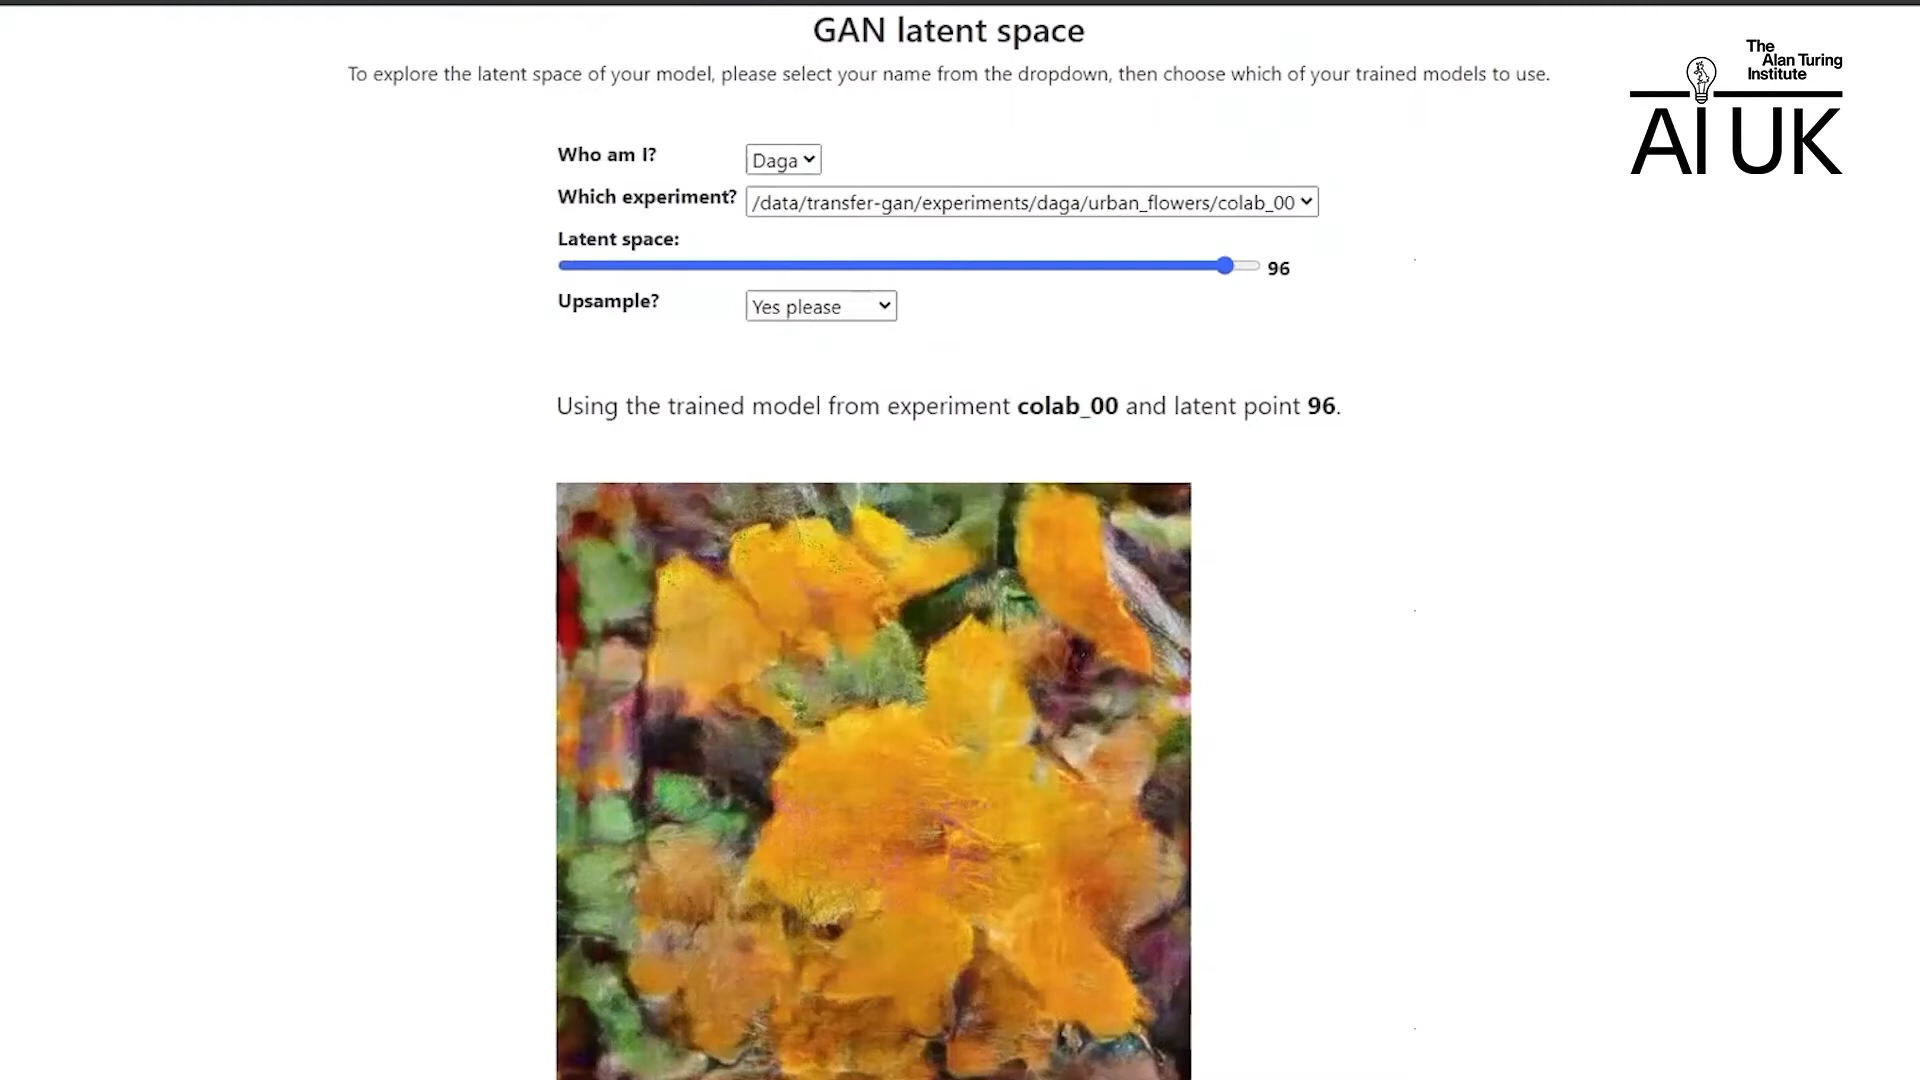 GAN latent space
To explore the latent space of your model, please select your name from the dropdown, then choose which of your trained models to use.
The
Alan Turing
Institute
AI UK
Who am I?
Daga
Which experiment?
/data/transfer-gan/experiments/daga/urban_flowers/colab_00
Latent space:
96
Upsample?
Yes please
Using the trained model from experiment colab_00 and latent point 96.